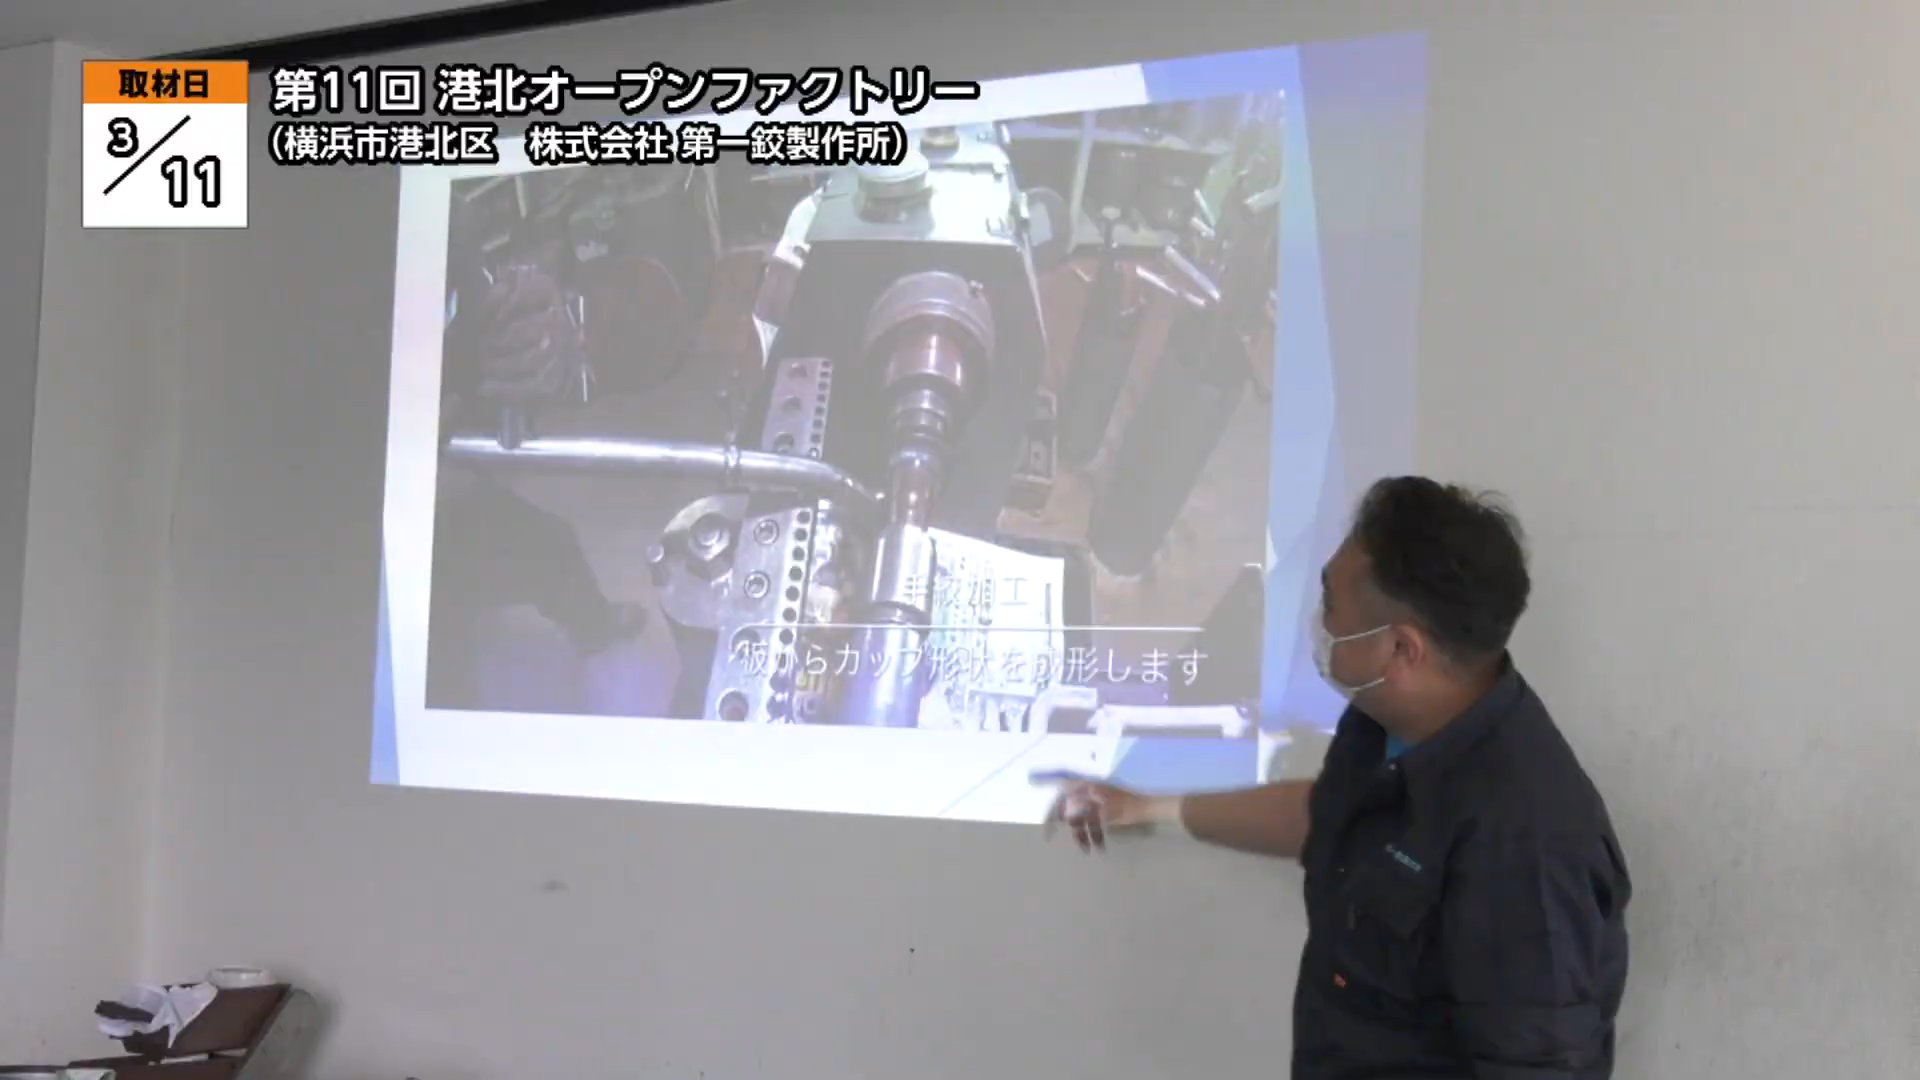 取材日
3/11
第11回 港北オープンファクトリー
（横浜市港北区　株式会社 第一鉸製作所）
手絞加工
板からカップ形状を成形します